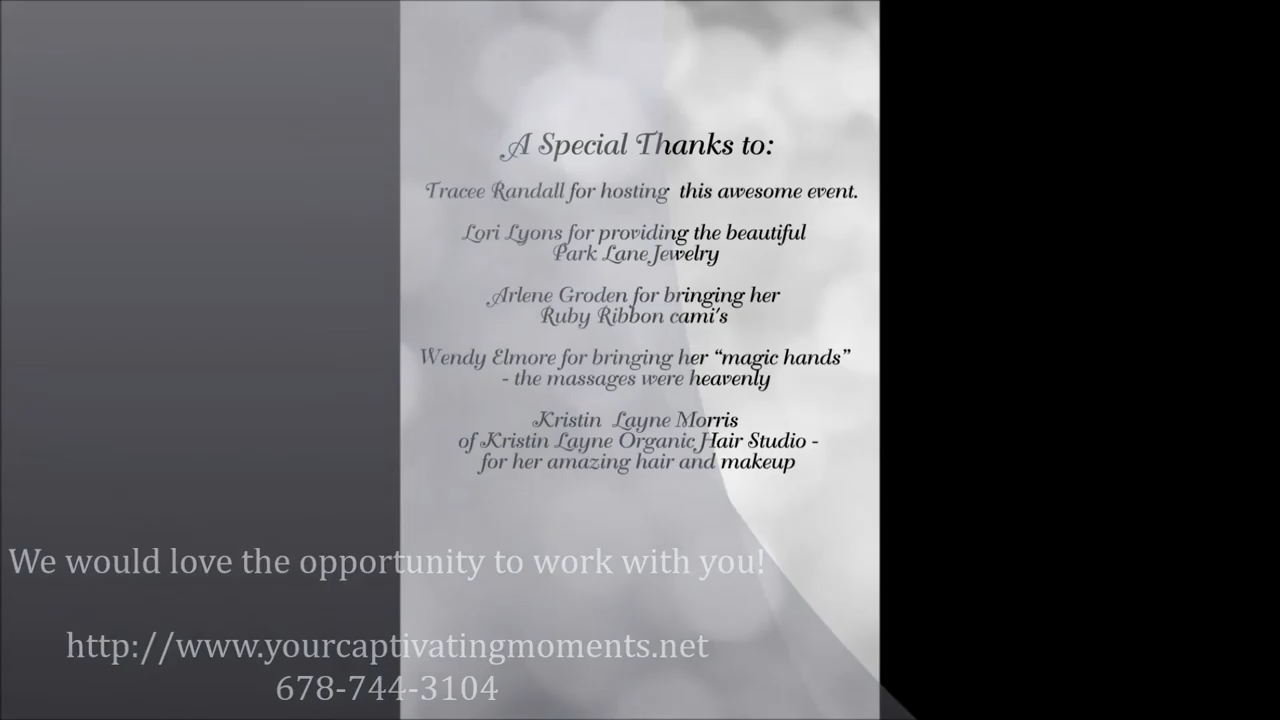 A Special Thanks to:
Tracee Randall for hosting this awesome event.
Lori Lyons for providing the beautiful
Park Lane Jewelry
Arlene Groden for bringing her
Ruby Ribbon cami's
Wendy Elmore for bringing her “magic hands”
- the massages were heavenly
Kristin Layne Morris
of Kristin Layne Organic Hair Studio -
for her amazing hair and makeup
We would love the opportunity to work with you!
http://www.yourcaptivatingmoments.net
678-744-3104